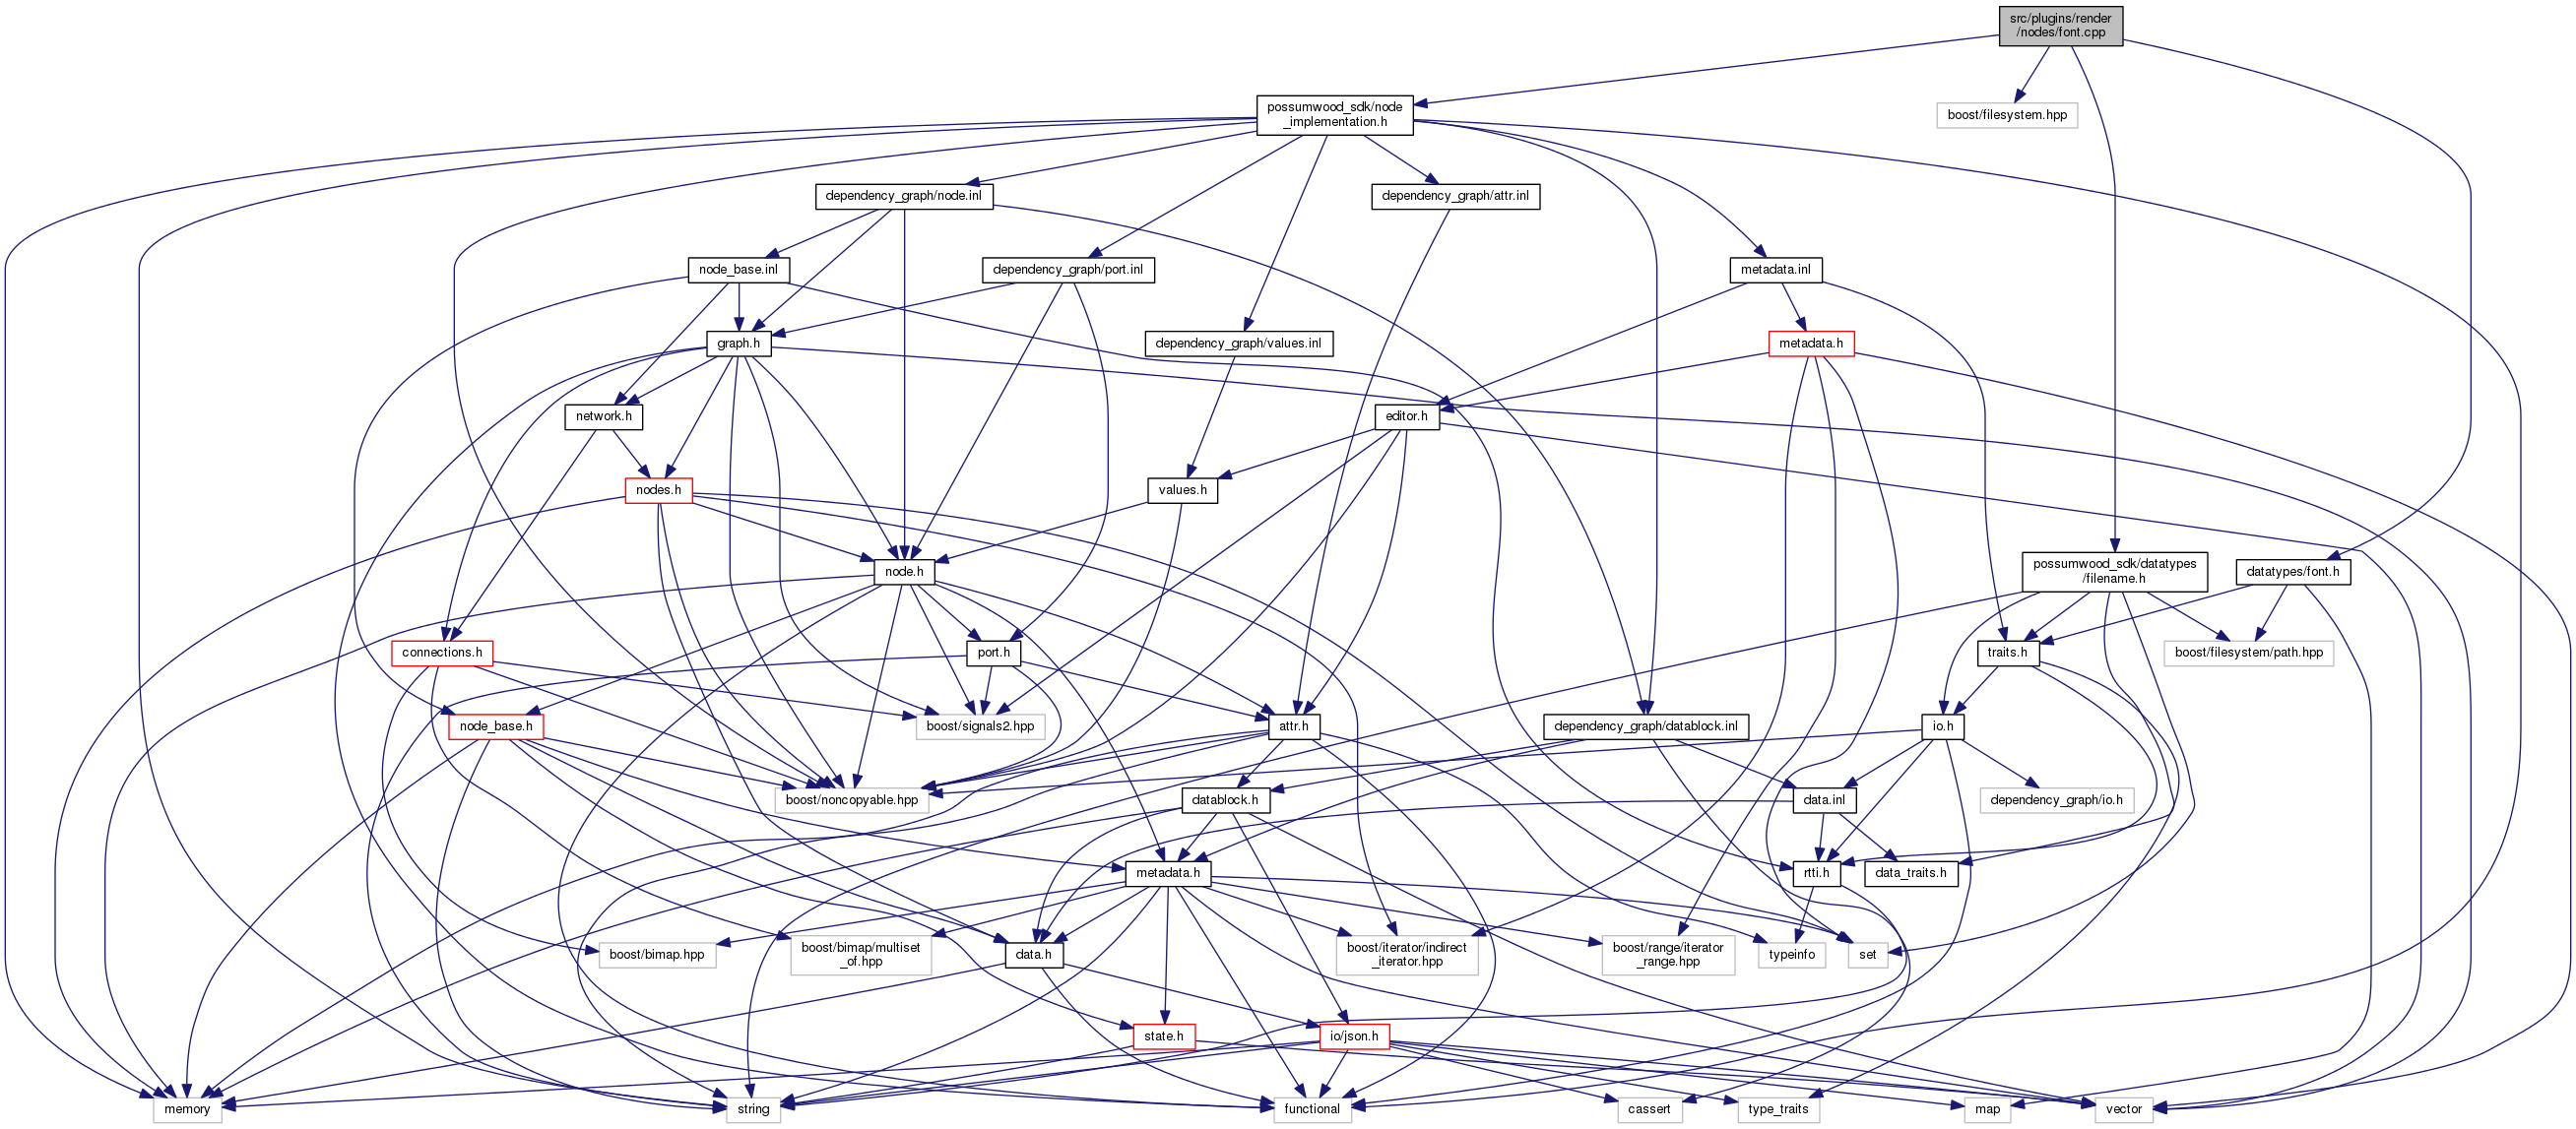 src/plugins/render
/nodes/font.cpp
possumwood_sdk/node
_implementation.h
boost/filesystem.hpp
dependency_graph/node.inl
dependency_graph/attr.inl
node_base.inl
dependency_graph/port.inl
metadata.inl
graph.h
dependency_graph/values.inl
metadata.h
network.h
editor.h
nodes.h
values.h
node.h
possumwood_sdk/datatypes
/filename.h
datatypes/font.h
connections.h
port.h
traits.h
boost/filesystem/path.hpp
node_base.h
boost/signals2.hpp
attr.h
dependency_graph/datablock.inl
io.h
boost/noncopyable.hpp
datablock.h
data.inl
dependency_graph/io.h
metadata.h
rtti.h
data_traits.h
boost/bimap.hpp
boost/bimap/multiset
_of.hpp
data.h
boost/iterator/indirect
_iterator.hpp
boost/range/iterator
_range.hpp
typeinfo
set
state.h
io/json.h
memory
string
functional
cassert
type_traits
map
vector